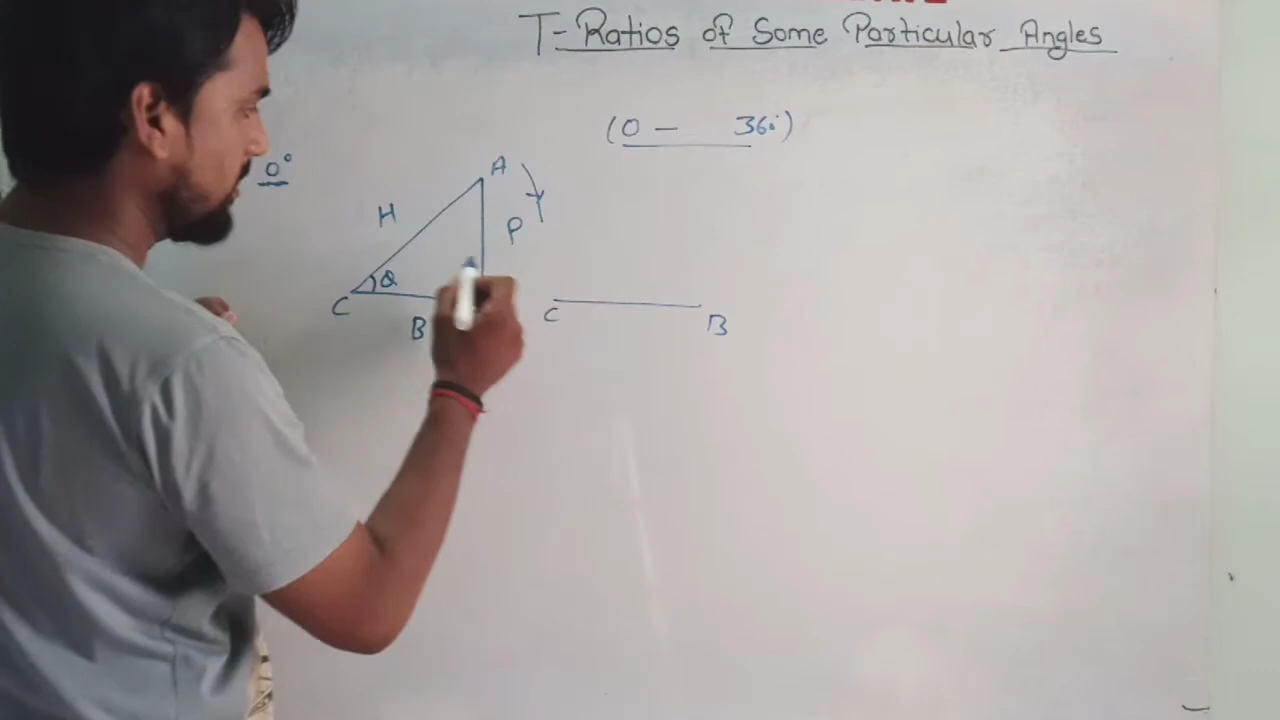 T-Ratios of Some Particular Angles
(0 — 360)
0°
A
H
P
θ
C
B
C
B